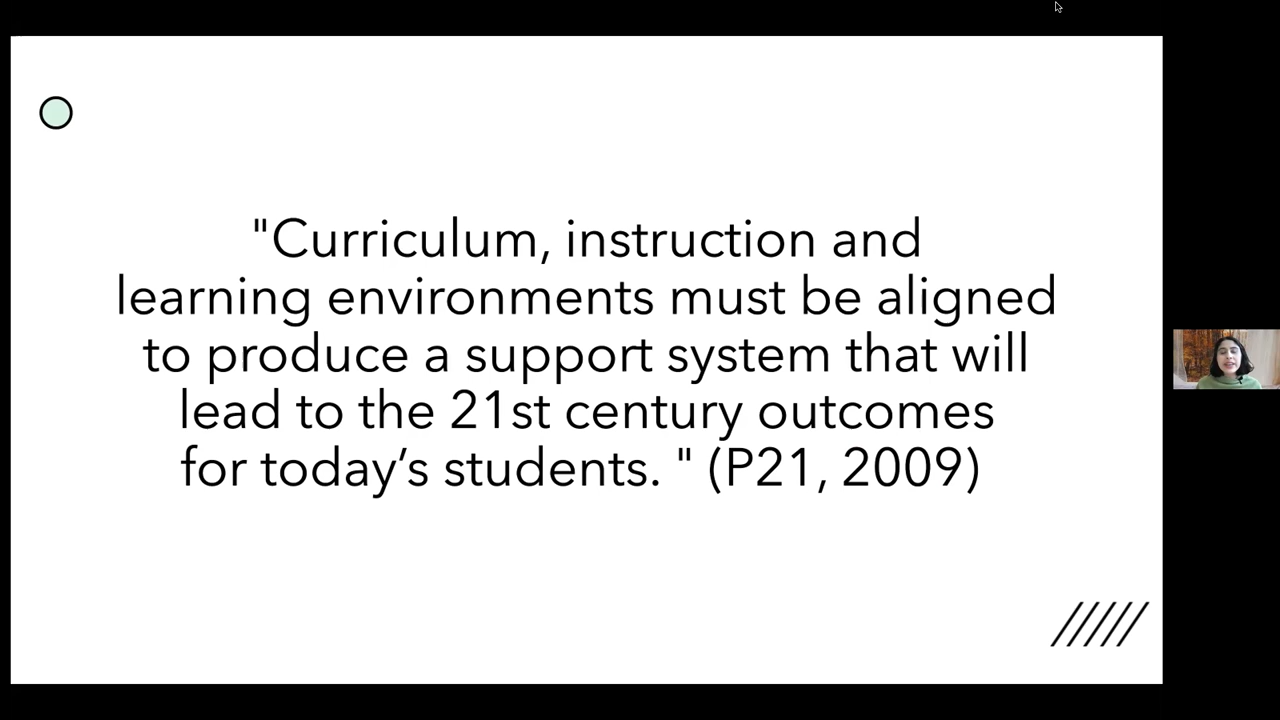 "Curriculum, instruction and
learning environments must be aligned
to produce a support system that will
lead to the 21st century outcomes
for today’s students. " (P21, 2009)